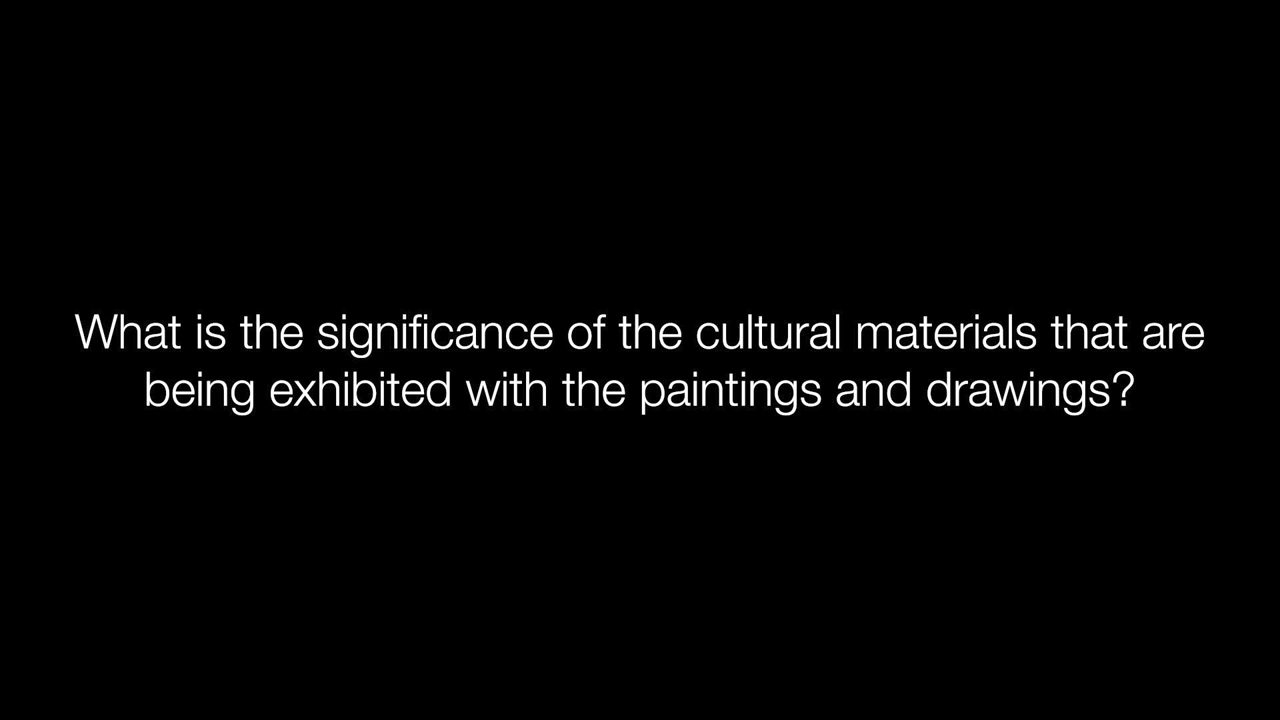 What is the significance of the cultural materials that are
being exhibited with the paintings and drawings?